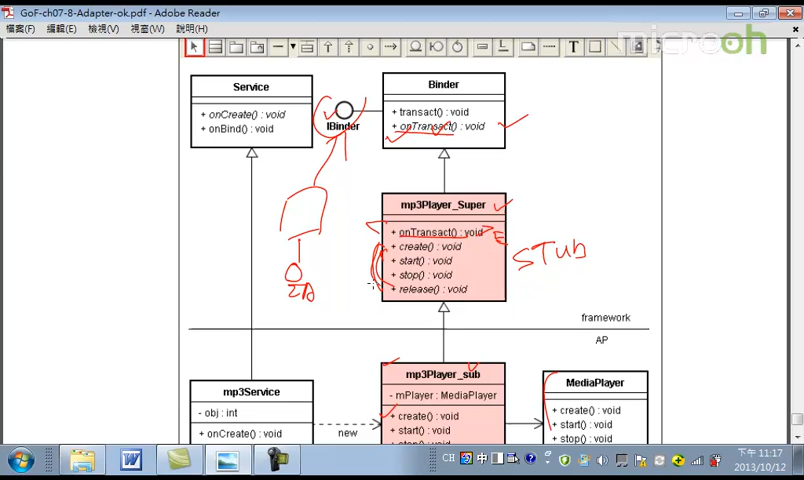 GoF-ch07-8-Adapter-ok.pdf - Adobe Reader
檔案(F) 編輯(E) 檢視(V) 視窗(W) 說明(H)
microoh
Service
+ onCreate() : void
+ onBind() : void
IBinder
Binder
+ transact() : void
+ onTransact() : void
mp3Player_Super
+ onTransact() : void
+ create() : void
+ start() : void
+ stop() : void
+ release() : void
STUB
framework
AP
mp3Service
- obj : int
+ onCreate() : void
new
mp3Player_sub
- mPlayer : MediaPlayer
+ create() : void
+ start() : void
MediaPlayer
+ create() : void
+ start() : void
+ stop() : void
CH 中
下午 11:17
2013/10/12